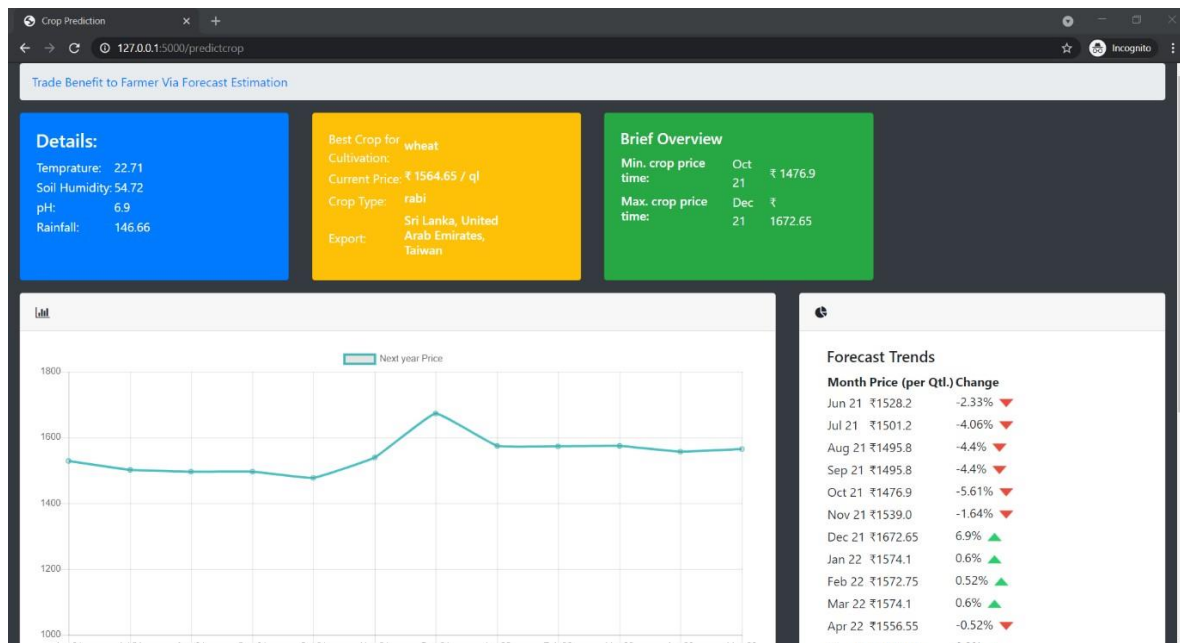 Crop Prediction
127.0.0.1:5000/predictcrop
Incognito
Trade Benefit to Farmer Via Forecast Estimation
Details:
Temprature: 22.71
Soil Humidity: 54.72
pH: 6.9
Rainfall: 146.66
Best Crop for Cultivation: wheat
Current Price: ₹ 1564.65 / ql
Crop Type: rabi
Export: Sri Lanka, United
Arab Emirates,
Taiwan
Brief Overview
Min. crop price time: Oct 21 ₹ 1476.9
Max. crop price time: Dec 21 ₹ 1672.65
Next year Price
1800
1600
1400
1200
1000
Forecast Trends
Month Price (per Qtl.) Change
Jun 21 ₹1528.2 -2.33%
Jul 21 ₹1501.2 -4.06%
Aug 21 ₹1495.8 -4.4%
Sep 21 ₹1495.8 -4.4%
Oct 21 ₹1476.9 -5.61%
Nov 21 ₹1539.0 -1.64%
Dec 21 ₹1672.65 6.9%
Jan 22 ₹1574.1 0.6%
Feb 22 ₹1572.75 0.52%
Mar 22 ₹1574.1 0.6%
Apr 22 ₹1556.55 -0.52%